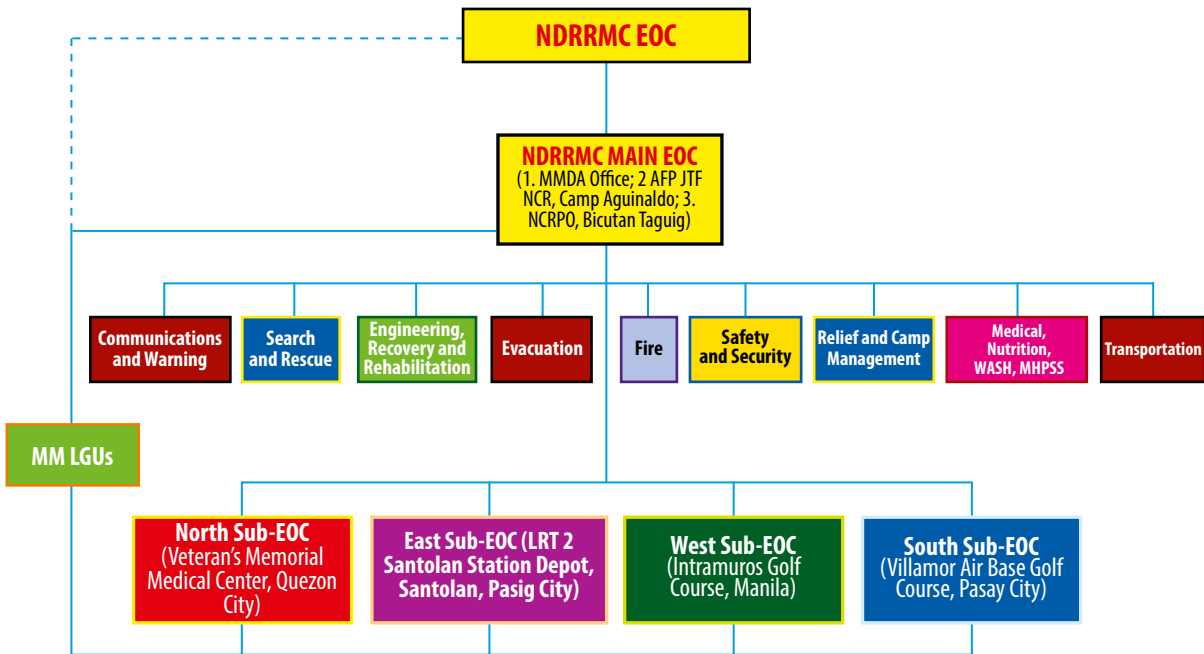 NDRRMC EOC
NDRRMC MAIN EOC
(1. MMDA Office; 2 AFP JTF
NCR, Camp Aguinaldo; 3.
NCRPO, Bicutan Taguig)
Communications
and Warning
Search
and Rescue
Engineering,
Recovery and
Rehabilitation
Evacuation
Fire
Safety
and Security
Relief and Camp
Management
Medical,
Nutrition,
WASH, MHPSS
Transportation
MM LGUs
North Sub-EOC
(Veteran’s Memorial
Medical Center, Quezon
City)
East Sub-EOC (LRT 2
Santolan Station Depot,
Santolan, Pasig City)
West Sub-EOC
(Intramuros Golf
Course, Manila)
South Sub-EOC
(Villamor Air Base Golf
Course, Pasay City)